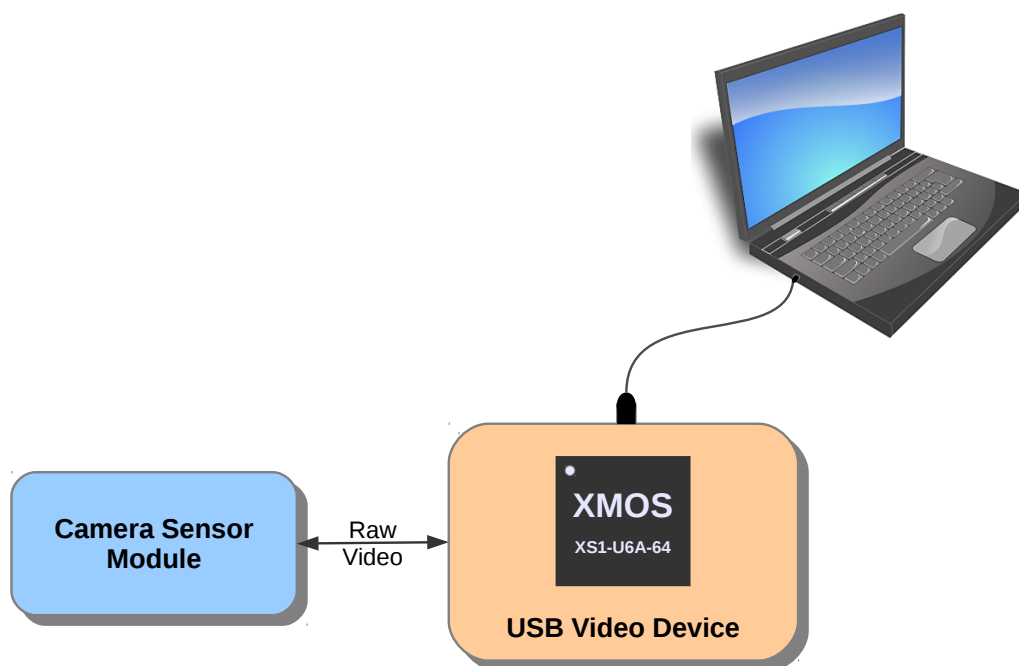 Camera Sensor
Module
Raw
Video
XMOS
XS1-U6A-64
USB Video Device